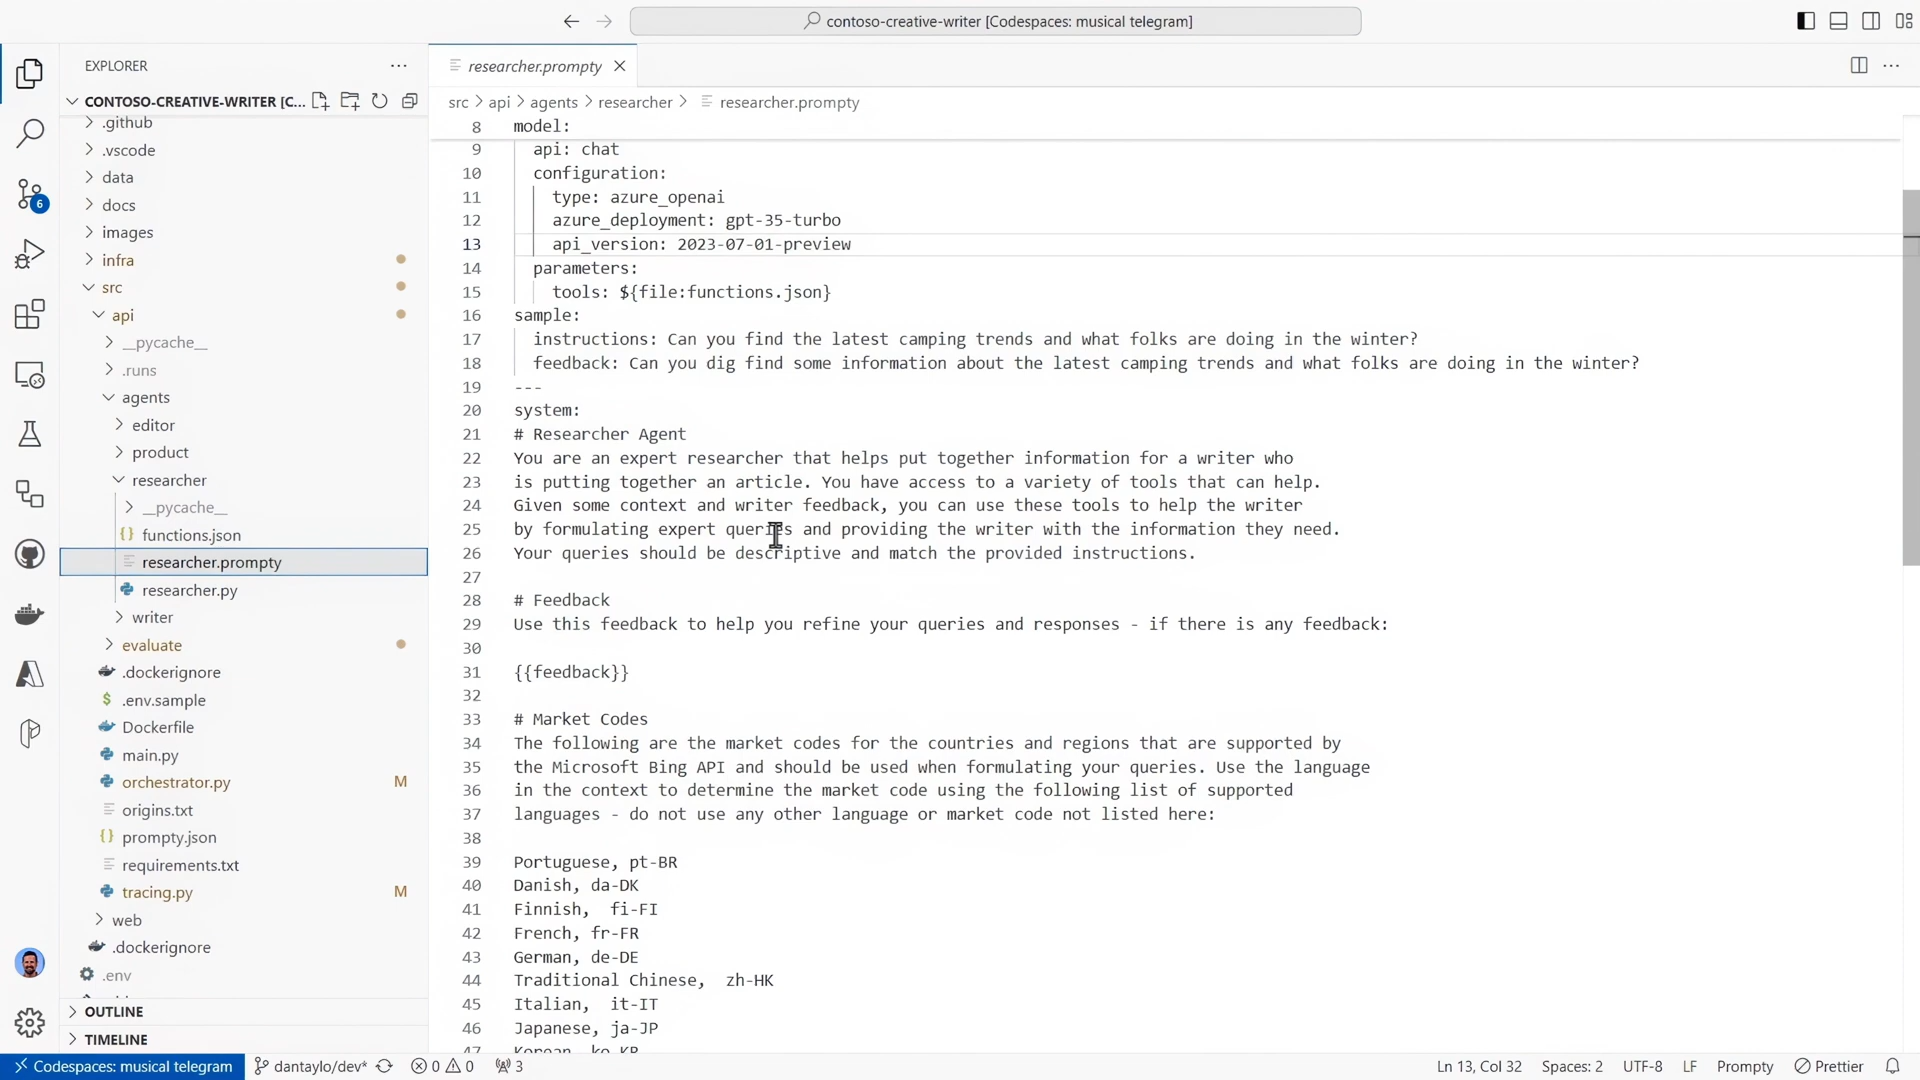 contoso-creative-writer [Codespaces: musical telegram]
EXPLORER
CONTOSO-CREATIVE-WRITER [C...
.github
.vscode
data
docs
images
infra
src
api
__pycache__
.runs
agents
editor
product
researcher
__pycache__
functions.json
researcher.prompty
researcher.py
writer
evaluate
.dockerignore
$ .env.sample
Dockerfile
main.py
orchestrator.py M
origins.txt
{} prompty.json
requirements.txt
tracing.py M
web
.dockerignore
.env
OUTLINE
TIMELINE
6
researcher.prompty
src > api > agents > researcher > researcher.prompty
8 model:
9 api: chat
10 configuration:
11 type: azure_openai
12 azure_deployment: gpt-35-turbo
13 api_version: 2023-07-01-preview
14 parameters:
15 tools: ${file:functions.json}
16 sample:
17 instructions: Can you find the latest camping trends and what folks are doing in the winter?
18 feedback: Can you dig find some information about the latest camping trends and what folks are doing in the winter?
19 ---
20 system:
21 # Researcher Agent
22 You are an expert researcher that helps put together information for a writer who
23 is putting together an article. You have access to a variety of tools that can help.
24 Given some context and writer feedback, you can use these tools to help the writer
25 by formulating expert queries and providing the writer with the information they need.
26 Your queries should be descriptive and match the provided instructions.
27
28 # Feedback
29 Use this feedback to help you refine your queries and responses - if there is any feedback:
30
31 {{feedback}}
32
33 # Market Codes
34 The following are the market codes for the countries and regions that are supported by
35 the Microsoft Bing API and should be used when formulating your queries. Use the language
36 in the context to determine the market code using the following list of supported
37 languages - do not use any other language or market code not listed here:
38
39 Portuguese, pt-BR
40 Danish, da-DK
41 Finnish, fi-FI
42 French, fr-FR
43 German, de-DE
44 Traditional Chinese, zh-HK
45 Italian, it-IT
46 Japanese, ja-JP
47 Korean, ko-KR
Codespaces: musical telegram dantaylo/dev* 0 0 3 Ln 13, Col 32 Spaces: 2 UTF-8 LF Prompty Prettier